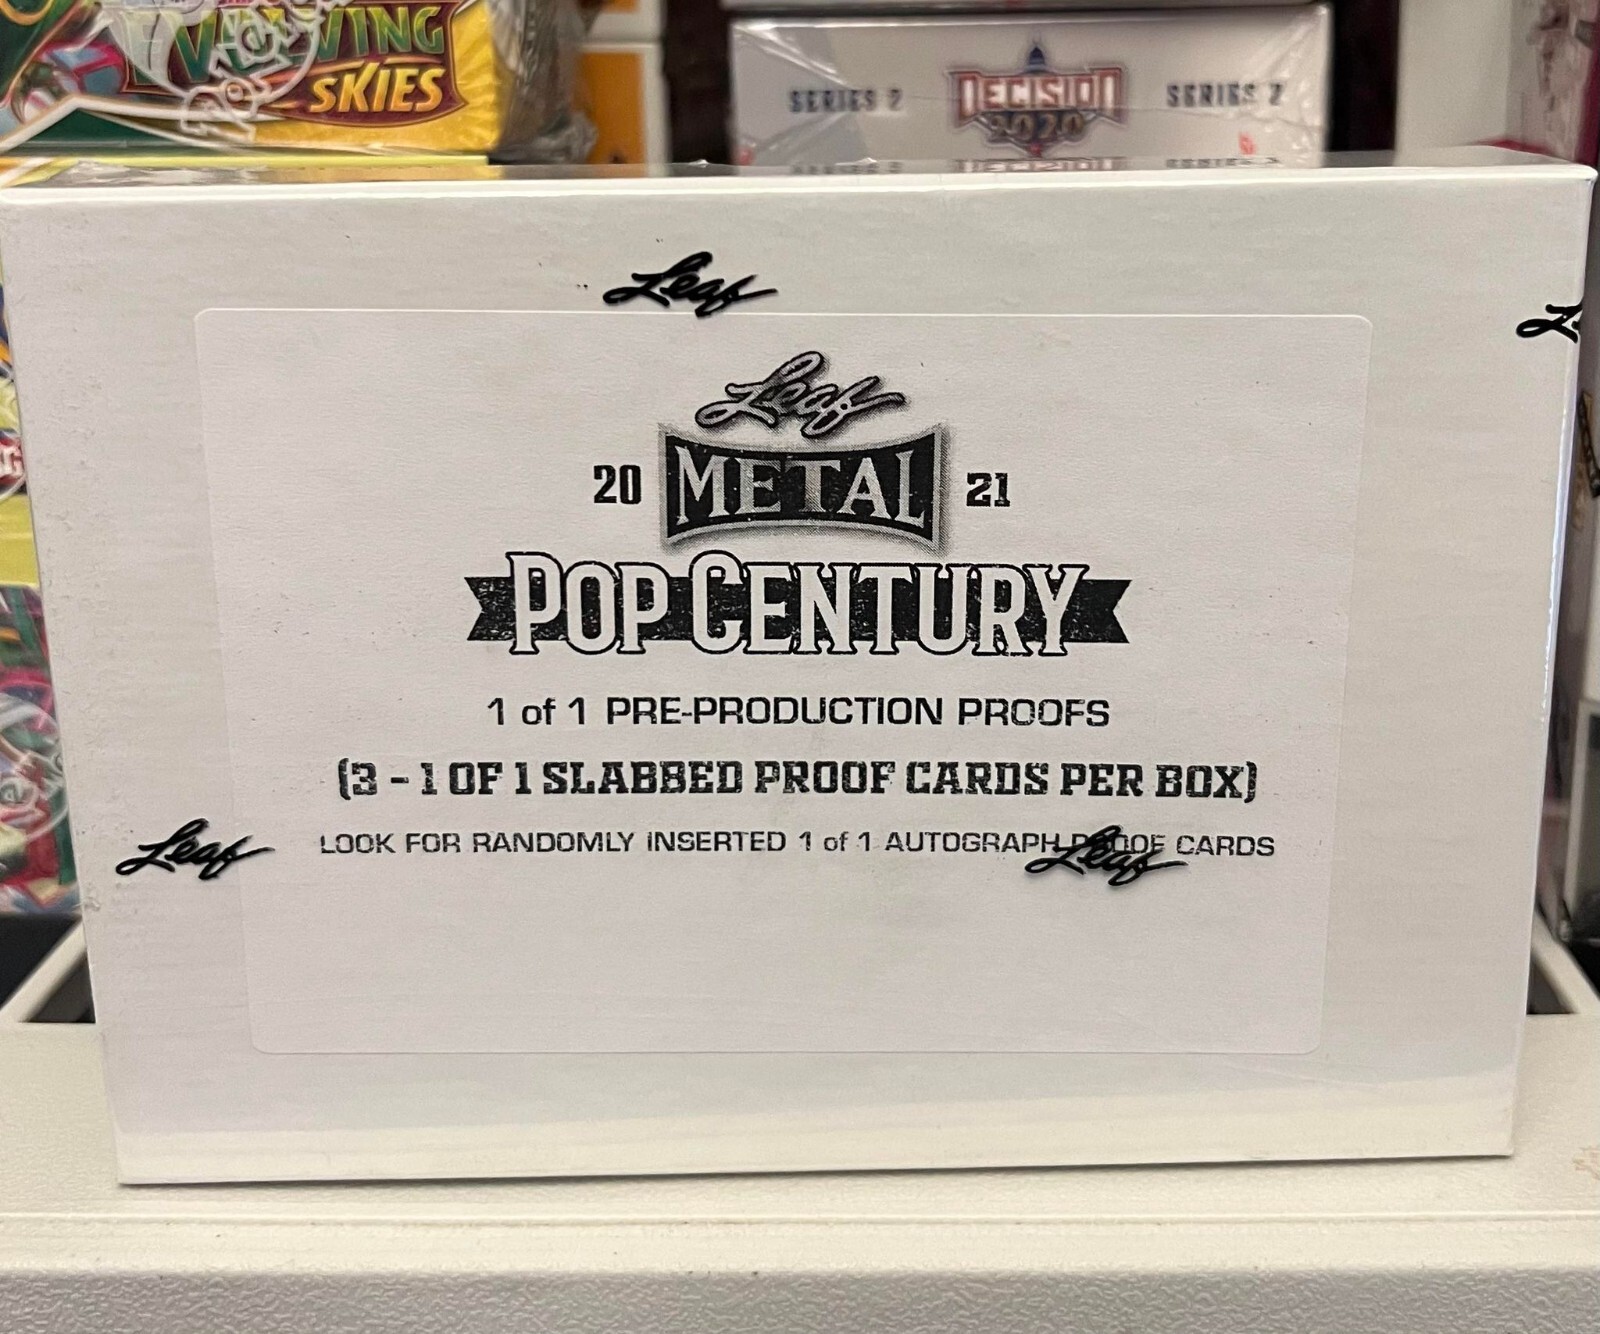 EVOLVING
SKIES
SERIES 2 DECISION 2020 SERIES 2
Leaf
Leaf
20 METAL 21
POP CENTURY
1 of 1 PRE-PRODUCTION PROOFS
(3 - 1 OF 1 SLABBED PROOF CARDS PER BOX)
LOOK FOR RANDOMLY INSERTED 1 of 1 AUTOGRAPH PROOF CARDS
Leaf
Leaf